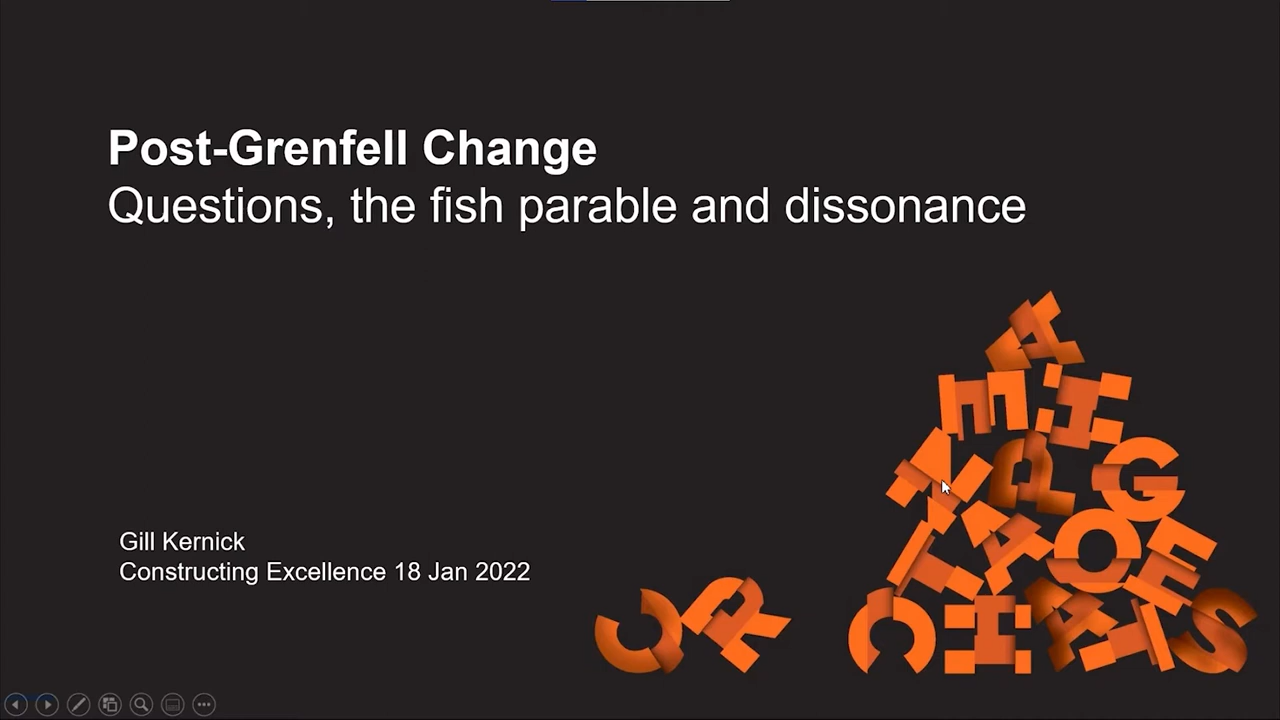 Post-Grenfell Change
Questions, the fish parable and dissonance
Gill Kernick
Constructing Excellence 18 Jan 2022